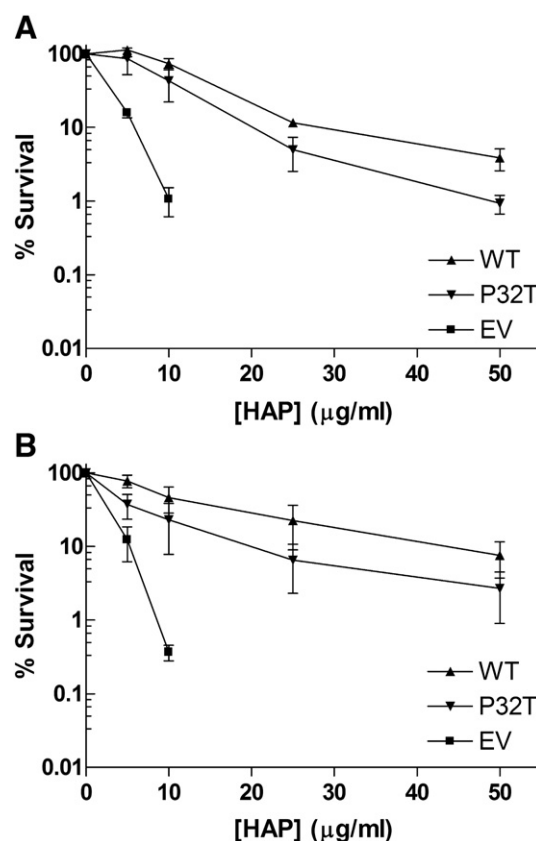 A
% Survival
100
10
1
0.1
0.01
0 10 20 30 40 50
[HAP] (μg/ml)
WT
P32T
EV
B
% Survival
100
10
1
0.1
0.01
0 10 20 30 40 50
[HAP] (μg/ml)
WT
P32T
EV